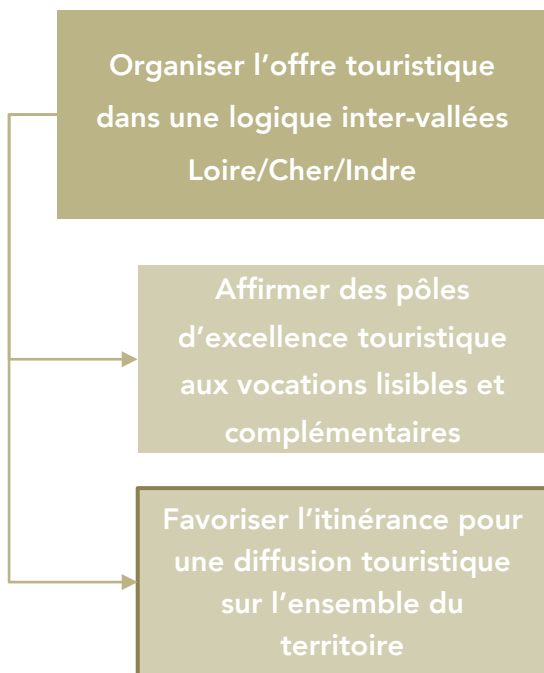 Organiser l’offre touristique
dans une logique inter-vallées
Loire/Cher/Indre
Affirmer des pôles
d’excellence touristique
aux vocations lisibles et
complémentaires
Favoriser l’itinérance pour
une diffusion touristique
sur l’ensemble du
territoire